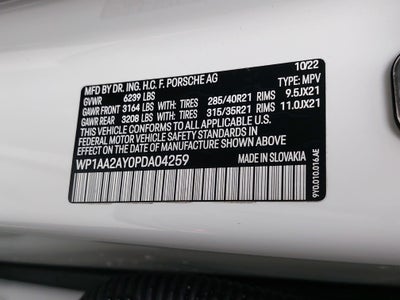 MFD BY DR. ING. H.C. F. PORSCHE AG 10/22
GVWR 6239 LBS TYPE: MPV
GAWR FRONT 3164 LBS WITH: TIRES 285/40R21 RIMS 9.5JX21
GAWR REAR 3208 LBS WITH: TIRES 315/35R21 RIMS 11.0JX21
THIS VEHICLE CONFORMS TO ALL APPLICABLE U.S.
FEDERAL MOTOR VEHICLE SAFETY STANDARDS IN
EFFECT ON THE DATE OF MANUFACTURE SHOWN ABOVE.
WP1AA2AY0PDA04259 MADE IN SLOVAKIA
9Y0.010.016.AE